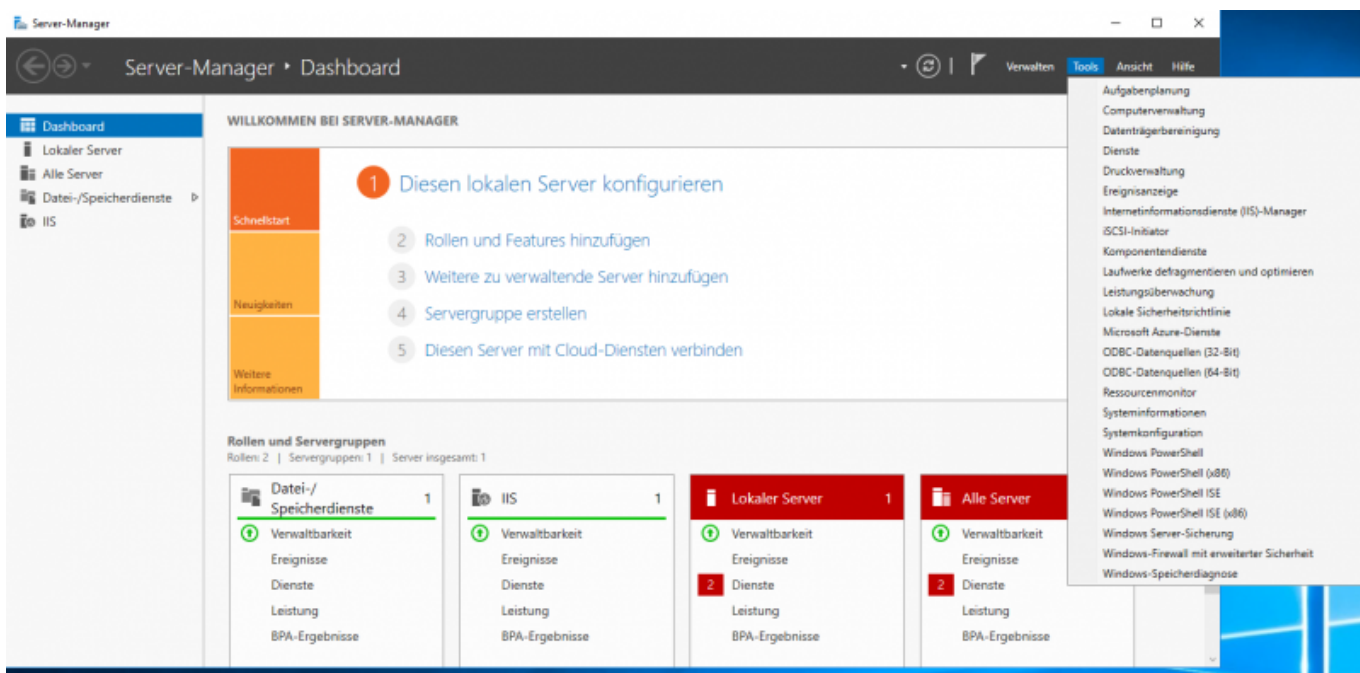 Server-Manager
Server-Manager • Dashboard
Verwalten Tools Ansicht Hilfe
Dashboard
Lokaler Server
Alle Server
Datei-/Speicherdienste
IIS
WILLKOMMEN BEI SERVER-MANAGER
Schnellstart
Neuigkeiten
Weitere
Informationen
1 Diesen lokalen Server konfigurieren
2 Rollen und Features hinzufügen
3 Weitere zu verwaltende Server hinzufügen
4 Servergruppe erstellen
5 Diesen Server mit Cloud-Diensten verbinden
Rollen und Servergruppen
Rollen: 2 | Servergruppen: 1 | Server insgesamt: 1
Datei-/
Speicherdienste 1
Verwaltbarkeit
Ereignisse
Dienste
Leistung
BPA-Ergebnisse
IIS 1
Verwaltbarkeit
Ereignisse
Dienste
Leistung
BPA-Ergebnisse
Lokaler Server 1
Verwaltbarkeit
Ereignisse
2 Dienste
Leistung
BPA-Ergebnisse
Alle Server
Verwaltbarkeit
Ereignisse
2 Dienste
Leistung
BPA-Ergebnisse
Aufgabenplanung
Computerverwaltung
Datenträgerbereinigung
Dienste
Druckverwaltung
Ereignisanzeige
Internetinformationsdienste (IIS)-Manager
iSCSI-Initiator
Komponentendienste
Laufwerke defragmentieren und optimieren
Leistungsüberwachung
Lokale Sicherheitsrichtlinie
Microsoft Azure-Dienste
ODBC-Datenquellen (32-Bit)
ODBC-Datenquellen (64-Bit)
Ressourcenmonitor
Systeminformationen
Systemkonfiguration
Windows PowerShell
Windows PowerShell (x86)
Windows PowerShell ISE
Windows PowerShell ISE (x86)
Windows Server-Sicherung
Windows-Firewall mit erweiterter Sicherheit
Windows-Speicherdiagnose